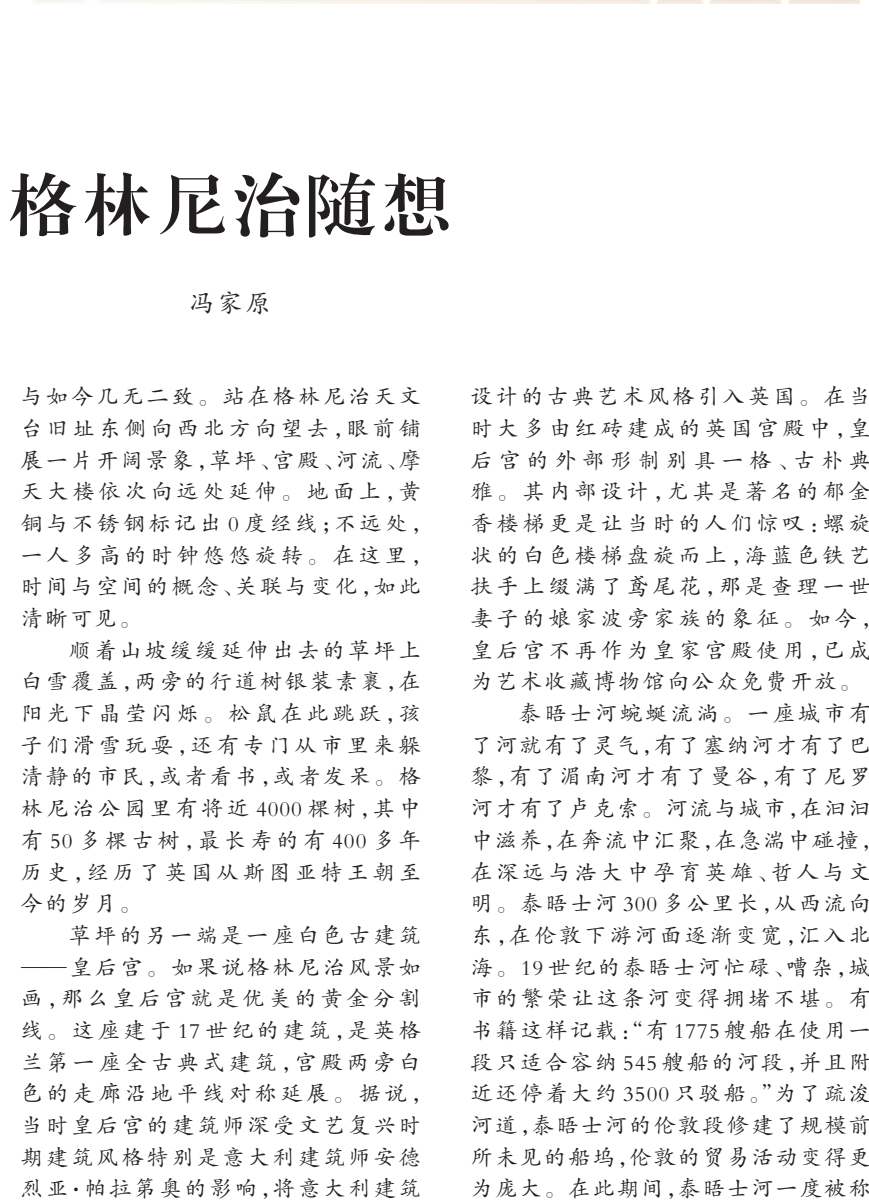 格林尼治随想
冯家原
与如今几无二致。站在格林尼治天文
台旧址东侧向西北方向望去,眼前铺
展一片开阔景象,草坪、宫殿、河流、摩
天大楼依次向远处延伸。地面上,黄
铜与不锈钢标记出0度经线;不远处,
一人多高的时钟悠悠旋转。在这里,
时间与空间的概念、关联与变化,如此
清晰可见。
顺着山坡缓缓延伸出去的草坪上
白雪覆盖,两旁的行道树银装素裹,在
阳光下晶莹闪烁。松鼠在此跳跃,孩
子们滑雪玩耍,还有专门从市里来躲
清静的市民,或者看书,或者发呆。格
林尼治公园里有将近4000棵树,其中
有50多棵古树,最长寿的有400多年
历史,经历了英国从斯图亚特王朝至
今的岁月。
草坪的另一端是一座白色古建筑
——皇后宫。如果说格林尼治风景如
画,那么皇后宫就是优美的黄金分割
线。这座建于17世纪的建筑,是英格
兰第一座全古典式建筑,宫殿两旁白
色的走廊沿地平线对称延展。据说,
当时皇后宫的建筑师深受文艺复兴时
期建筑风格特别是意大利建筑师安德
烈亚·帕拉第奥的影响,将意大利建筑
设计的古典艺术风格引入英国。在当
时大多由红砖建成的英国宫殿中,皇
后宫的外部形制别具一格、古朴典
雅。其内部设计,尤其是著名的郁金
香楼梯更是让当时的人们惊叹:螺旋
状的白色楼梯盘旋而上,海蓝色铁艺
扶手上缀满了鸢尾花,那是查理一世
妻子的娘家波旁家族的象征。如今,
皇后宫不再作为皇家宫殿使用,已成
为艺术收藏博物馆向公众免费开放。
泰晤士河蜿蜒流淌。一座城市有
了河就有了灵气,有了塞纳河才有了巴
黎,有了湄南河才有了曼谷,有了尼罗
河才有了卢克索。河流与城市,在汩汩
中滋养,在奔流中汇聚,在急湍中碰撞,
在深远与浩大中孕育英雄、哲人与文
明。泰晤士河300多公里长,从西流向
东,在伦敦下游河面逐渐变宽,汇入北
海。19世纪的泰晤士河忙碌、嘈杂,城
市的繁荣让这条河变得拥堵不堪。有
书籍这样记载:“有1775艘船在使用一
段只适合容纳545艘船的河段,并且附
近还停着大约3500只驳船。”为了疏浚
河道,泰晤士河的伦敦段修建了规模前
所未见的船坞,伦敦的贸易活动变得更
为庞大。在此期间,泰晤士河一度被称